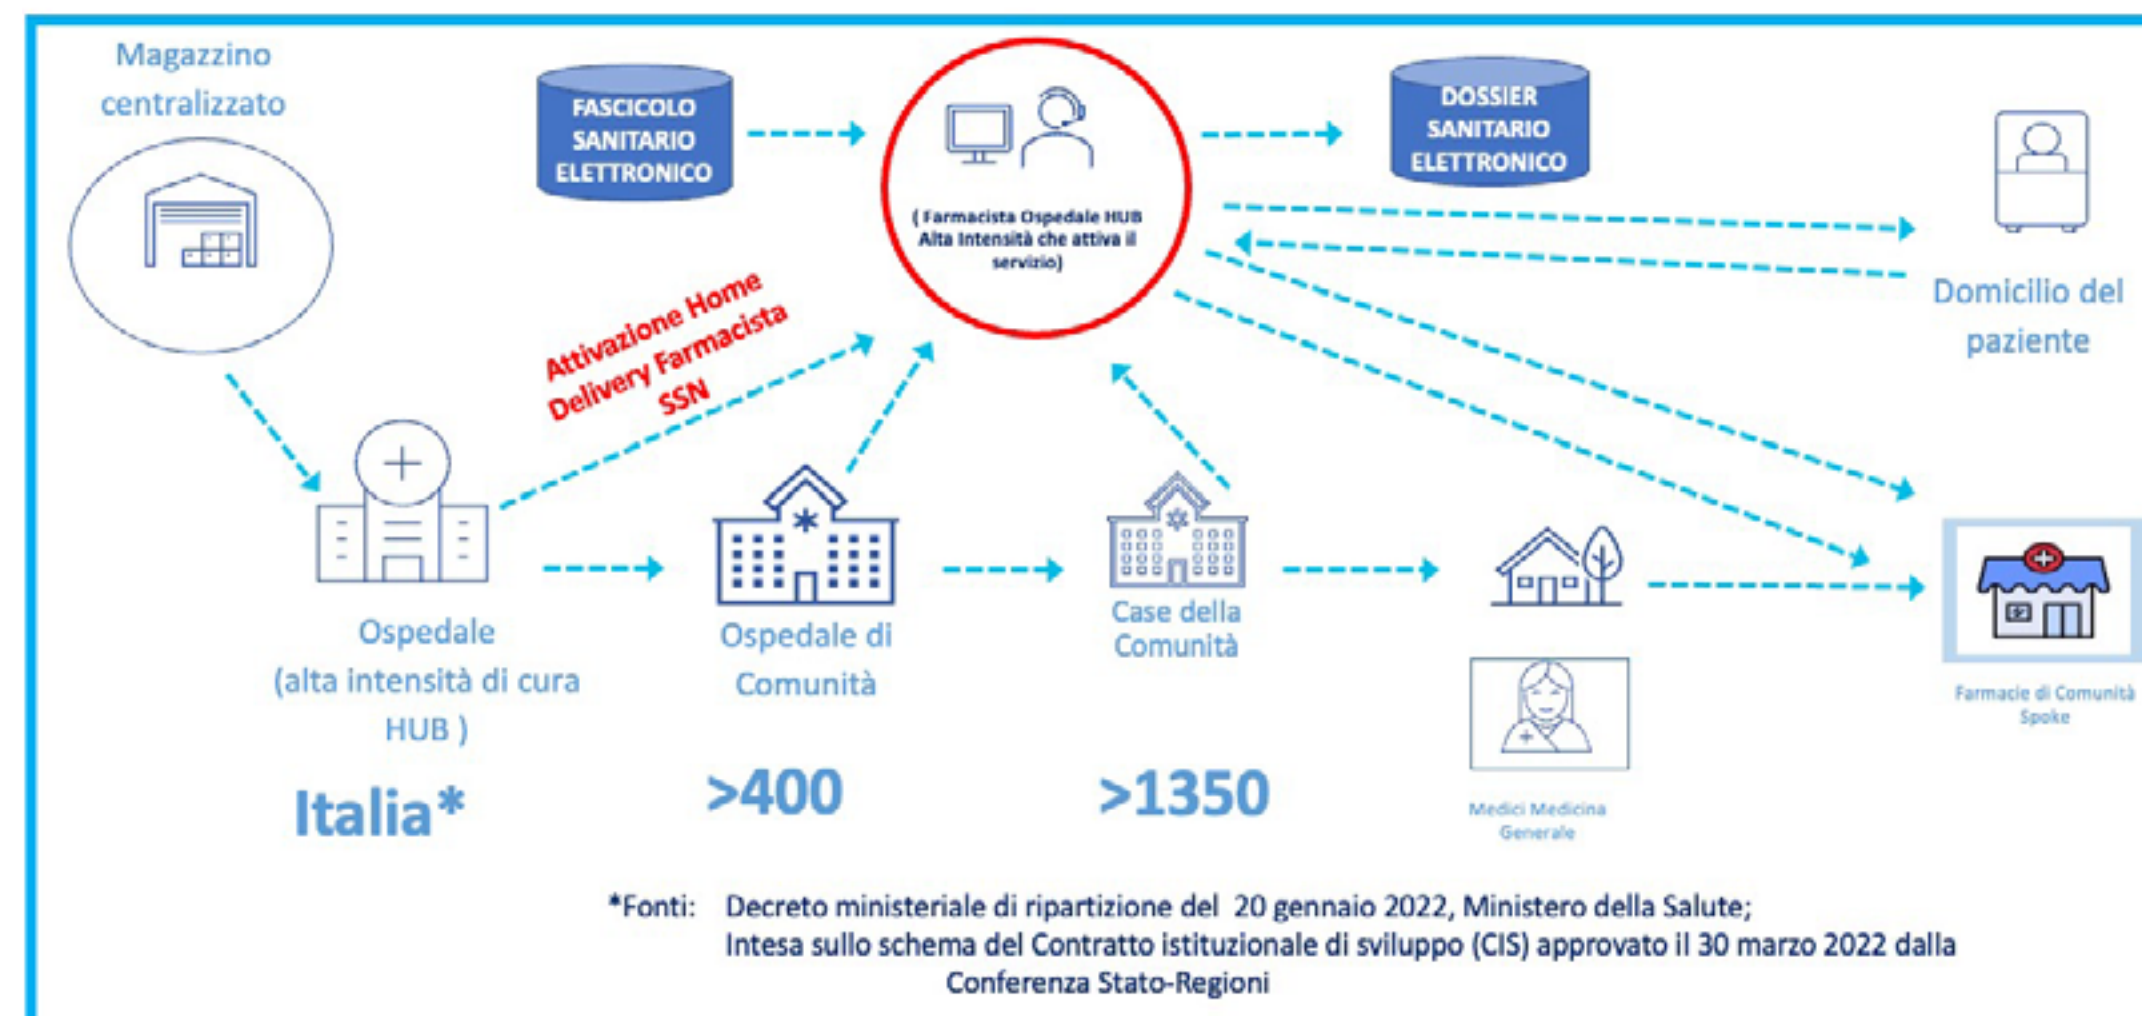 Magazzino
centralizzato
FASCICOLO
SANITARIO
ELETTRONICO
( Farmacista Ospedale HUB
Alta Intensità che attiva il
servizio)
DOSSIER
SANITARIO
ELETTRONICO
Domicilio del
paziente
Attivazione Home
Delivery Farmacista
SSN
Ospedale
(alta intensità di cura
HUB )
Ospedale di
Comunità
Case della
Comunità
Medici Medicina
Generale
Farmacie di Comunità
Spoke
Italia*
>400
>1350
*Fonti: Decreto ministeriale di ripartizione del 20 gennaio 2022, Ministero della Salute;
Intesa sullo schema del Contratto istituzionale di sviluppo (CIS) approvato il 30 marzo 2022 dalla
Conferenza Stato-Regioni